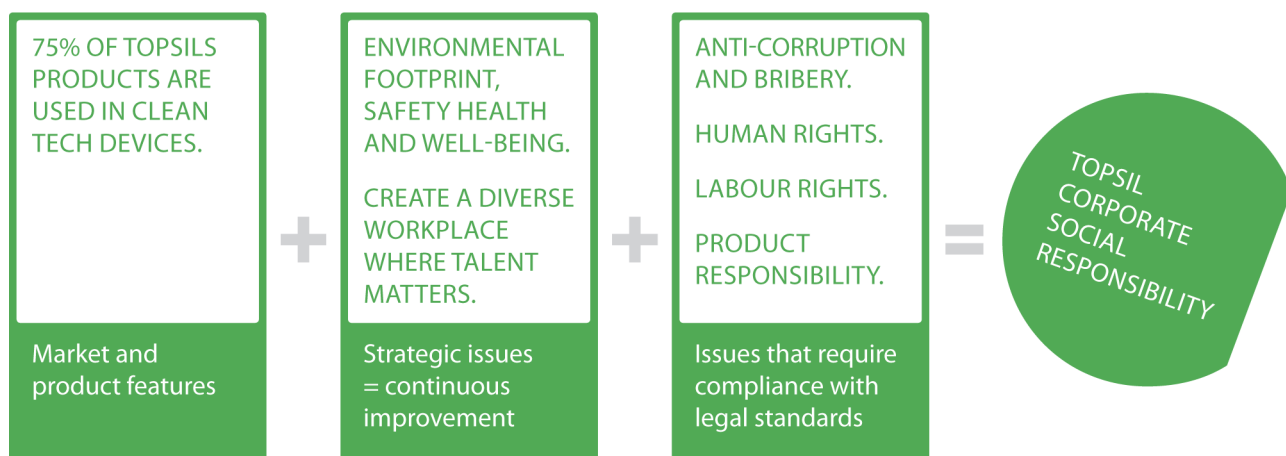 75% OF TOPSILS
PRODUCTS ARE
USED IN CLEAN
TECH DEVICES.
Market and
product features
+
ENVIRONMENTAL
FOOTPRINT,
SAFETY HEALTH
AND WELL-BEING.
CREATE A DIVERSE
WORKPLACE
WHERE TALENT
MATTERS.
Strategic issues
= continuous
improvement
+
ANTI-CORRUPTION
AND BRIBERY.
HUMAN RIGHTS.
LABOUR RIGHTS.
PRODUCT
RESPONSIBILITY.
Issues that require
compliance with
legal standards
=
TOPSIL
CORPORATE
SOCIAL
RESPONSIBILITY